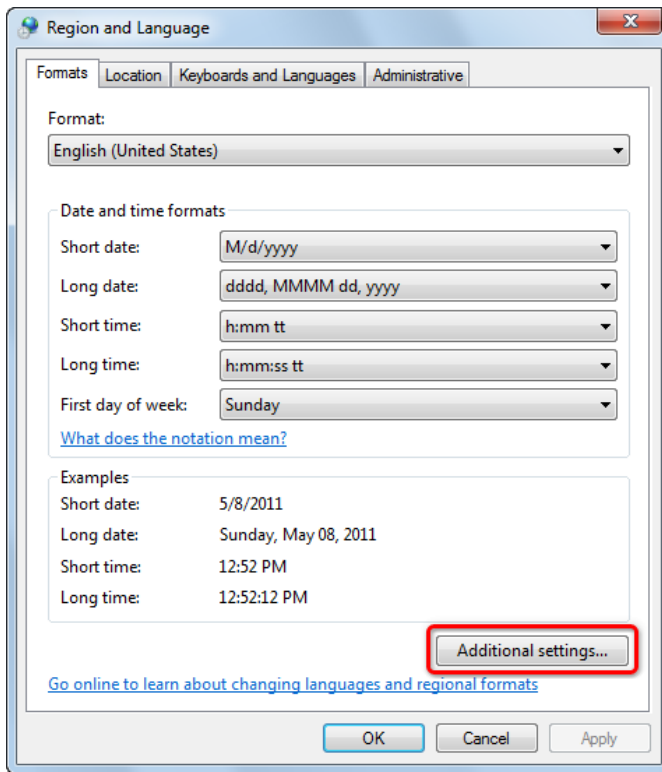 Region and Language
Formats Location Keyboards and Languages Administrative
Format:
English (United States)
Date and time formats
Short date: M/d/yyyy
Long date: dddd, MMMM dd, yyyy
Short time: h:mm tt
Long time: h:mm:ss tt
First day of week: Sunday
What does the notation mean?
Examples
Short date: 5/8/2011
Long date: Sunday, May 08, 2011
Short time: 12:52 PM
Long time: 12:52:12 PM
Additional settings...
Go online to learn about changing languages and regional formats
OK Cancel Apply